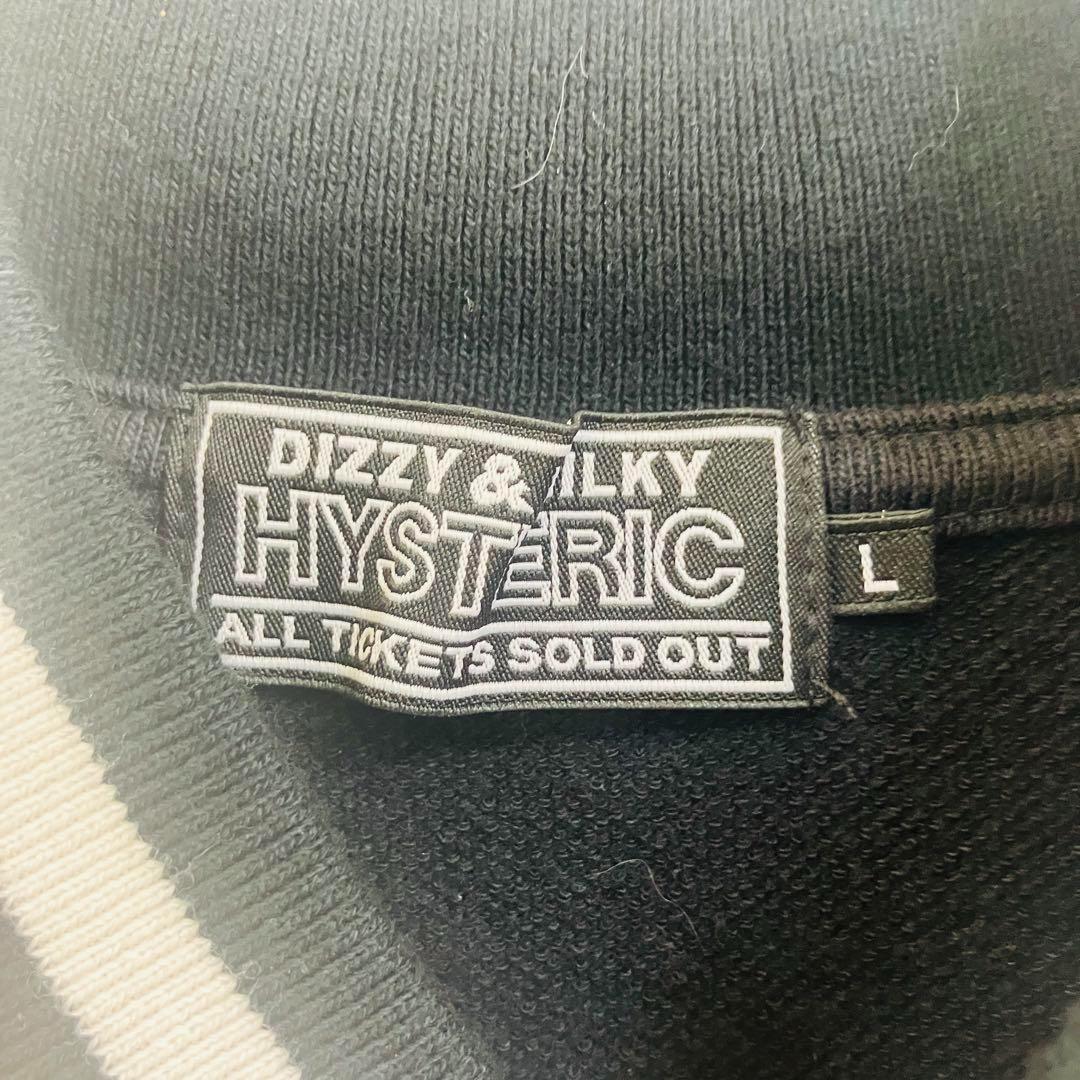 DIZZY & ILKY
HYSTERIC
ALL TICKETS SOLD OUT
L